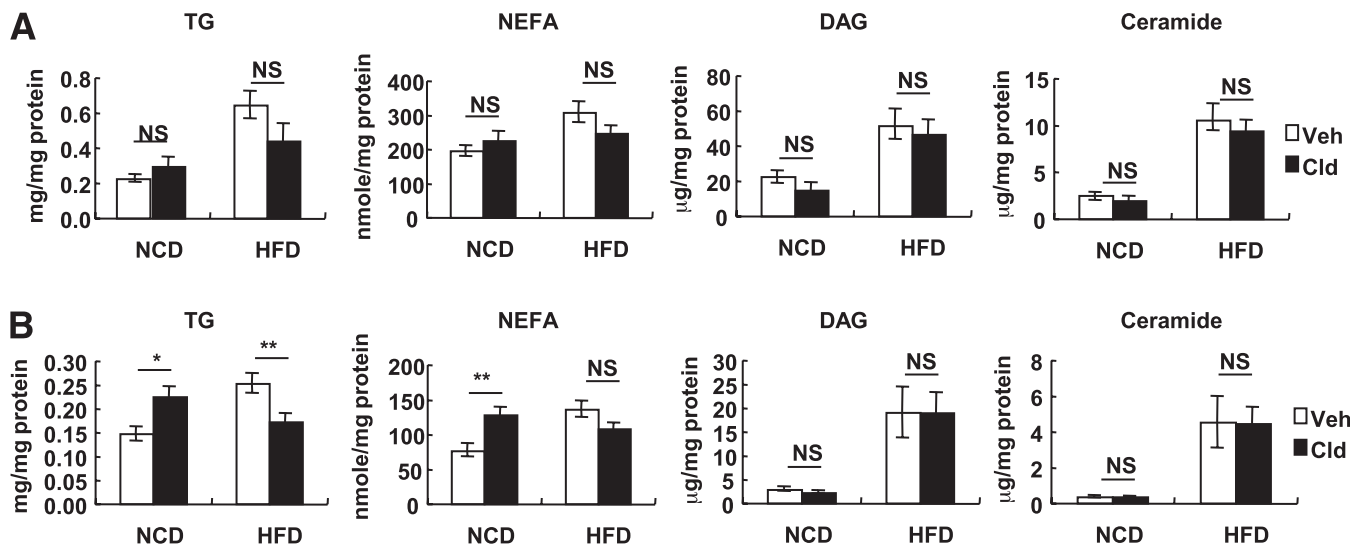 A
TG
NEFA
DAG
Ceramide
mg/mg protein
0.8
0.6
0.4
0.2
0.0
NS
NS
NCD
HFD
nmole/mg protein
400
300
200
100
0
NS
NS
NCD
HFD
µg/mg protein
80
60
40
20
0
NS
NS
NCD
HFD
µg/mg protein
15
10
5
0
NS
NS
NCD
HFD
Veh
Cld
B
TG
NEFA
DAG
Ceramide
mg/mg protein
0.30
0.25
0.20
0.15
0.10
0.05
0.00
*
**
NCD
HFD
nmole/mg protein
200
150
100
50
0
**
NS
NCD
HFD
µg/mg protein
30
25
20
15
10
5
0
NS
NS
NCD
HFD
µg/mg protein
8
6
4
2
0
NS
NS
NCD
HFD
Veh
Cld